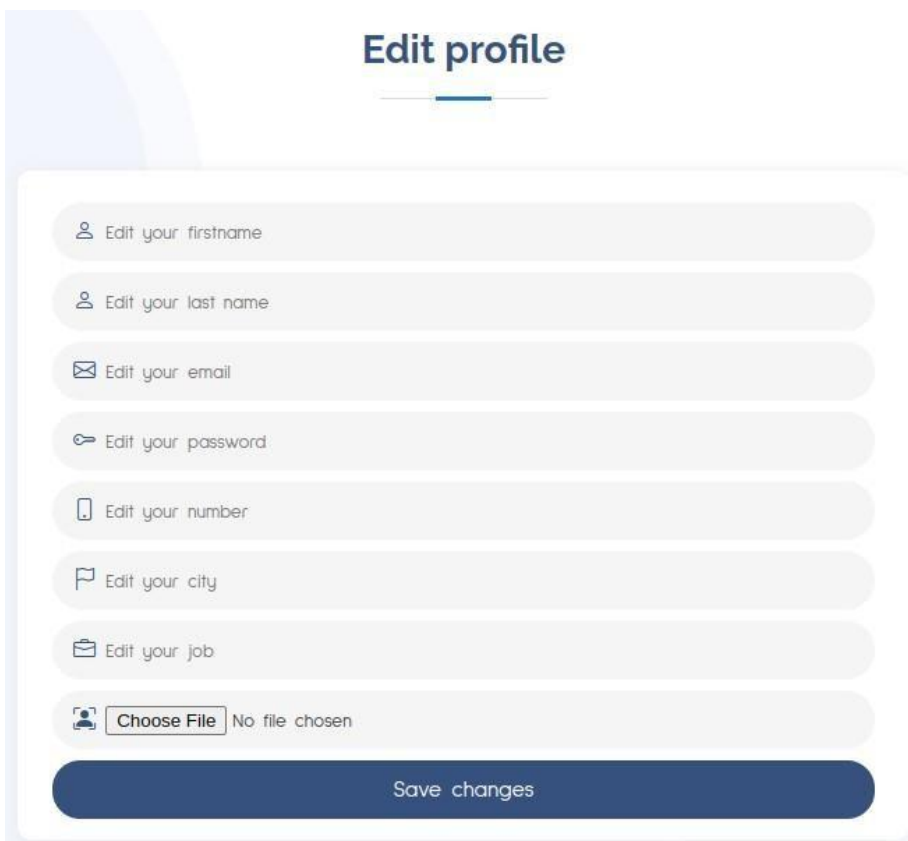 Edit profile
Edit your firstname
Edit your last name
Edit your email
Edit your password
Edit your number
Edit your city
Edit your job
Choose File No file chosen
Save changes